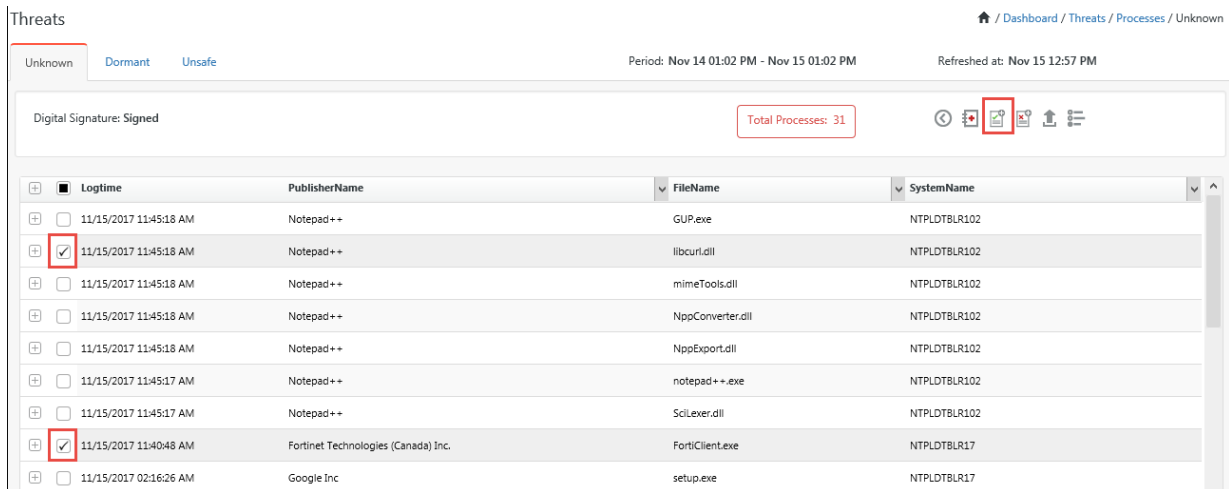 Threats
/ Dashboard / Threats / Processes / Unknown
Unknown Dormant Unsafe Period: Nov 14 01:02 PM - Nov 15 01:02 PM Refreshed at: Nov 15 12:57 PM
Digital Signature: Signed Total Processes: 31
Logtime PublisherName FileName SystemName
11/15/2017 11:45:18 AM Notepad++ GUP.exe NTPLDTBLR102
11/15/2017 11:45:18 AM Notepad++ libcurl.dll NTPLDTBLR102
11/15/2017 11:45:18 AM Notepad++ mimeTools.dll NTPLDTBLR102
11/15/2017 11:45:18 AM Notepad++ NppConverter.dll NTPLDTBLR102
11/15/2017 11:45:18 AM Notepad++ NppExport.dll NTPLDTBLR102
11/15/2017 11:45:17 AM Notepad++ notepad++.exe NTPLDTBLR102
11/15/2017 11:45:17 AM Notepad++ SciLexer.dll NTPLDTBLR102
11/15/2017 11:40:48 AM Fortinet Technologies (Canada) Inc. FortiClient.exe NTPLDTBLR17
11/15/2017 02:16:26 AM Google Inc setup.exe NTPLDTBLR17